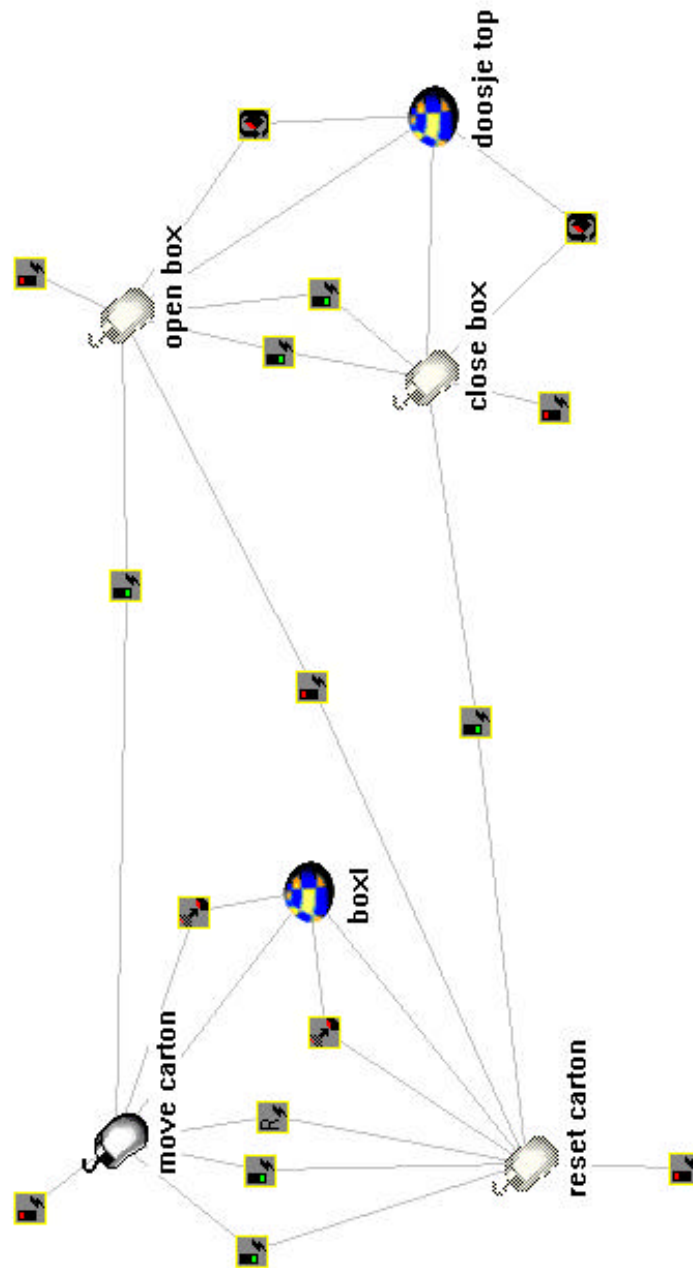 move carton
open box
R
boxl
close box
doosje top
reset carton